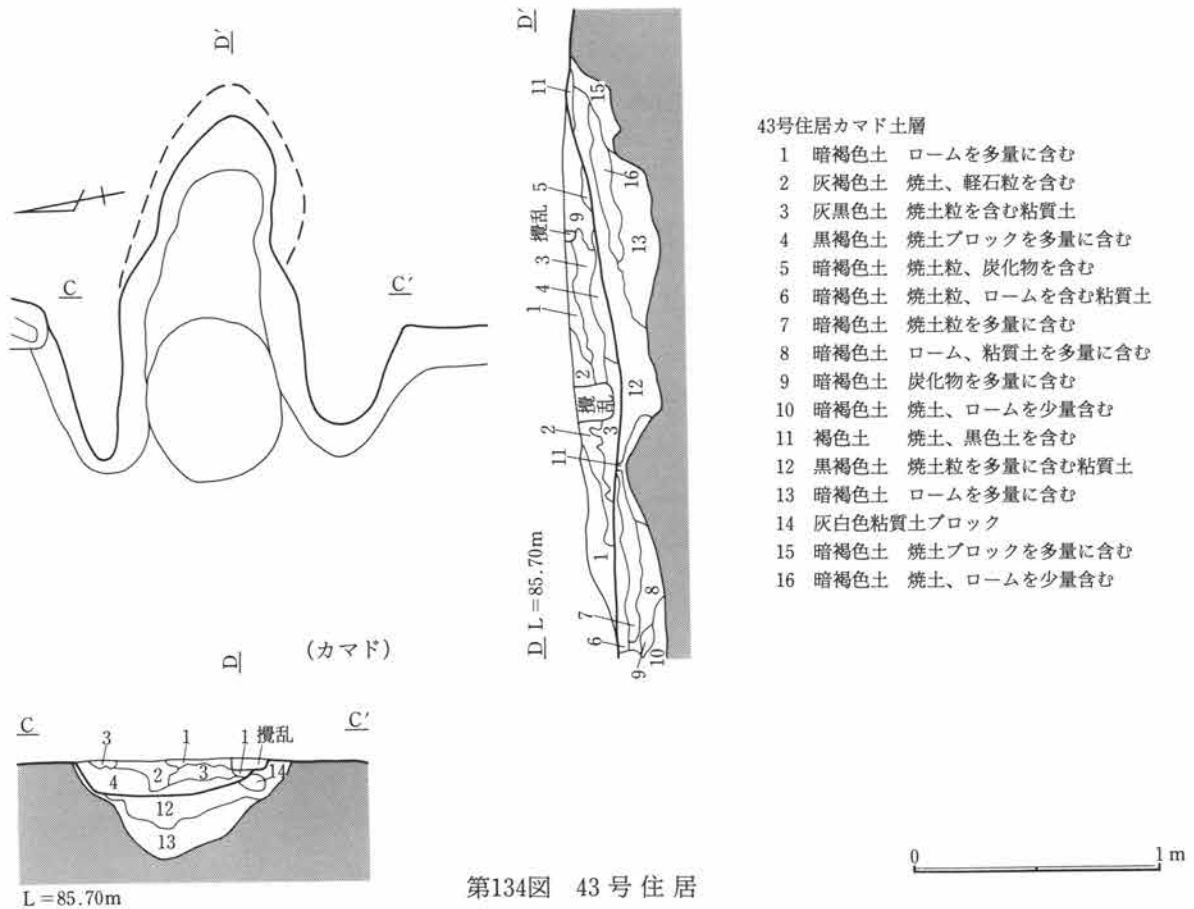 D′
C
C′
D
(カマド)
D′
11
15
16
5
9
攪乱
13
3
4
1
2
攪乱
12
3
2
11
1
8
7
6
9
10
D L=85.70m
43号住居カマド土層
1 暗褐色土 ロームを多量に含む
2 灰褐色土 焼土、軽石粒を含む
3 灰黒色土 焼土粒を含む粘質土
4 黒褐色土 焼土ブロックを多量に含む
5 暗褐色土 焼土粒、炭化物を含む
6 暗褐色土 焼土粒、ロームを含む粘質土
7 暗褐色土 焼土粒を多量に含む
8 暗褐色土 ローム、粘質土を多量に含む
9 暗褐色土 炭化物を多量に含む
10 暗褐色土 焼土、ロームを少量含む
11 褐色土 焼土、黒色土を含む
12 黒褐色土 焼土粒を多量に含む粘質土
13 暗褐色土 ロームを多量に含む
14 灰白色粘質土ブロック
15 暗褐色土 焼土ブロックを多量に含む
16 暗褐色土 焼土、ロームを少量含む
C
C′
3 1 1 攪乱
4 2 3 14
12
13
L=85.70m
0 1m
第134図 43号住居